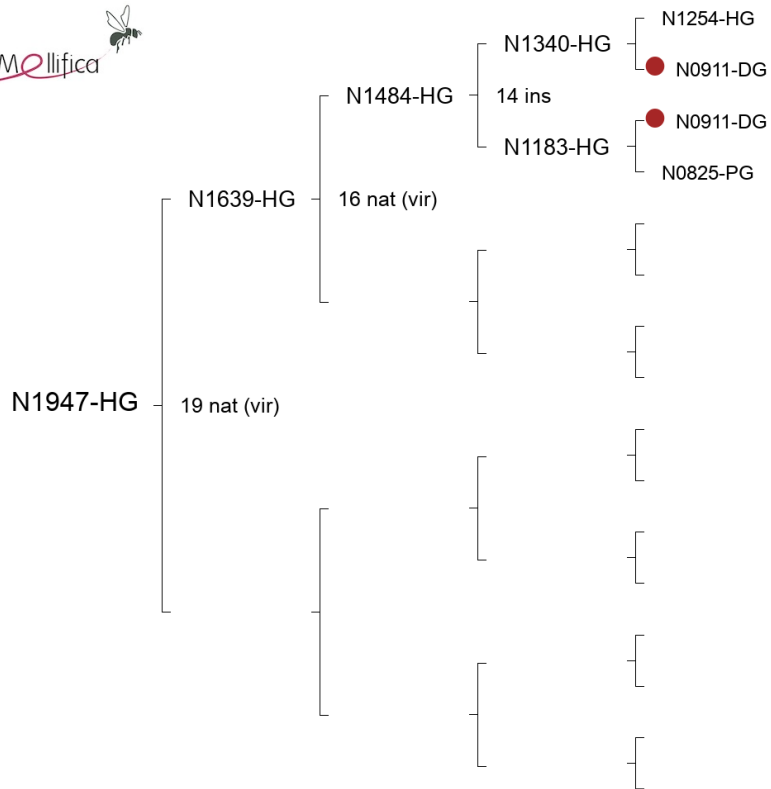 Mellifica
N1254-HG
N1340-HG
N0911-DG
N1484-HG
14 ins
N0911-DG
N1183-HG
N0825-PG
N1639-HG
16 nat (vir)
N1947-HG
19 nat (vir)